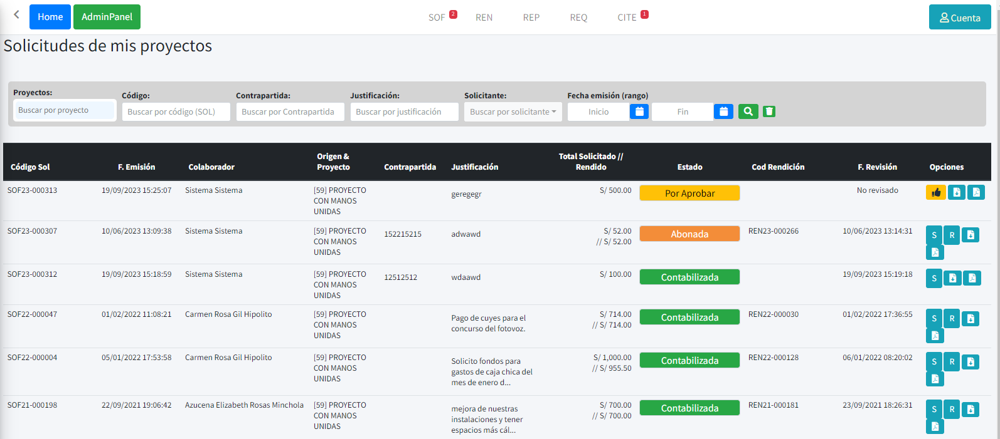 Home AdminPanel SOF 2 REN REP REQ CITE 1 Cuenta
Solicitudes de mis proyectos
Proyectos: Código: Contrapartida: Justificación: Solicitante: Fecha emisión (rango)
Buscar por proyecto Buscar por código (SOL) Buscar por Contrapartida Buscar por justificación Buscar por solicitante Inicio Fin
Código Sol F. Emisión Colaborador Origen & Proyecto Contrapartida Justificación Total Solicitado // Rendido Estado Cod Rendición F. Revisión Opciones
SOF23-000313 19/09/2023 15:25:07 Sistema Sistema [59] PROYECTO S/ 500.00 Por Aprobar No revisado
CON MANOS geregegr
UNIDAS
SOF23-000307 10/06/2023 13:09:38 Sistema Sistema [59] PROYECTO 152215215 adwawd S/ 52.00 Abonada REN23-000266 10/06/2023 13:14:31 S R
CON MANOS // S/ 52.00
UNIDAS
SOF23-000312 19/09/2023 15:18:59 Sistema Sistema [59] PROYECTO 12512512 wdaawd S/ 100.00 Contabilizada 19/09/2023 15:19:18 S
CON MANOS
UNIDAS
SOF22-000047 01/02/2022 11:08:21 Carmen Rosa Gil Hipolito [59] PROYECTO Pago de cuyes para el S/ 714.00 Contabilizada REN22-000030 01/02/2022 17:36:55 S R
CON MANOS concurso del fotovoz. // S/ 714.00
UNIDAS
SOF22-000004 05/01/2022 17:53:58 Carmen Rosa Gil Hipolito [59] PROYECTO Solicito fondos para S/ 1,000.00 Contabilizada REN22-000128 06/01/2022 08:20:02 S R
CON MANOS gastos de caja chica del // S/ 955.50
UNIDAS mes de enero d...
SOF21-000198 22/09/2021 19:06:42 Azucena Elizabeth Rosas Minchola [59] PROYECTO mejora de nuestras S/ 700.00 Contabilizada REN21-000181 23/09/2021 18:26:31 S R
CON MANOS instalaciones y tener // S/ 700.00
UNIDAS espacios más cál...